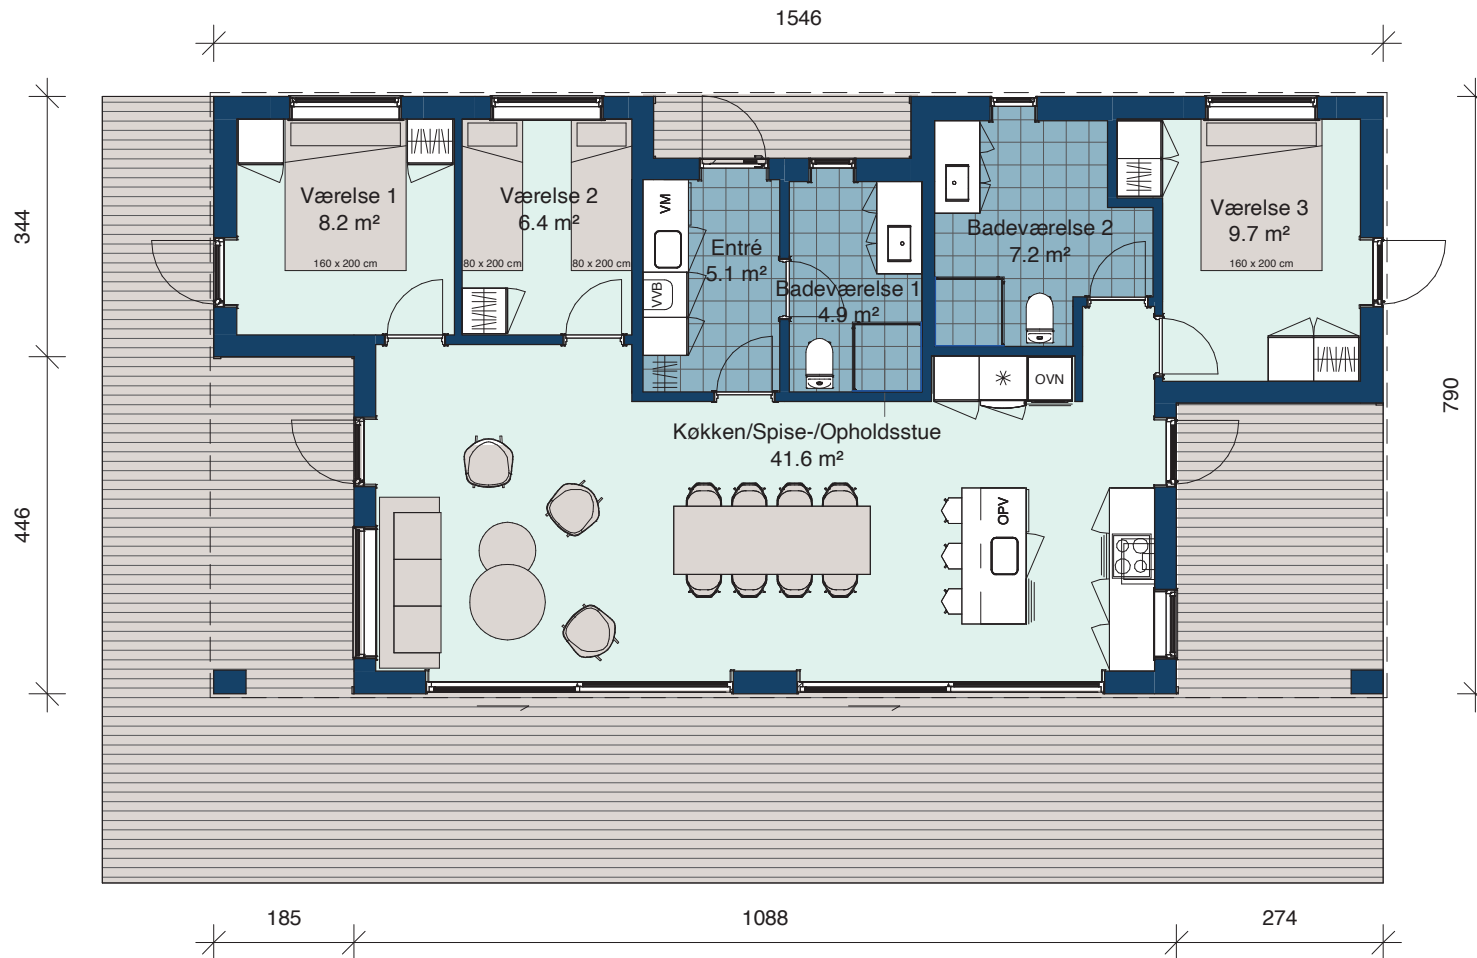 1546
344
446
790
Værelse 1
8.2 m²
160 x 200 cm
Værelse 2
6.4 m²
80 x 200 cm
80 x 200 cm
VM
VVB
Entré
5.1 m²
Badeværelse 1
4.9 m²
Badeværelse 2
7.2 m²
Værelse 3
9.7 m²
160 x 200 cm
OVN
Køkken/Spise-/Opholdsstue
41.6 m²
OPV
185
1088
274